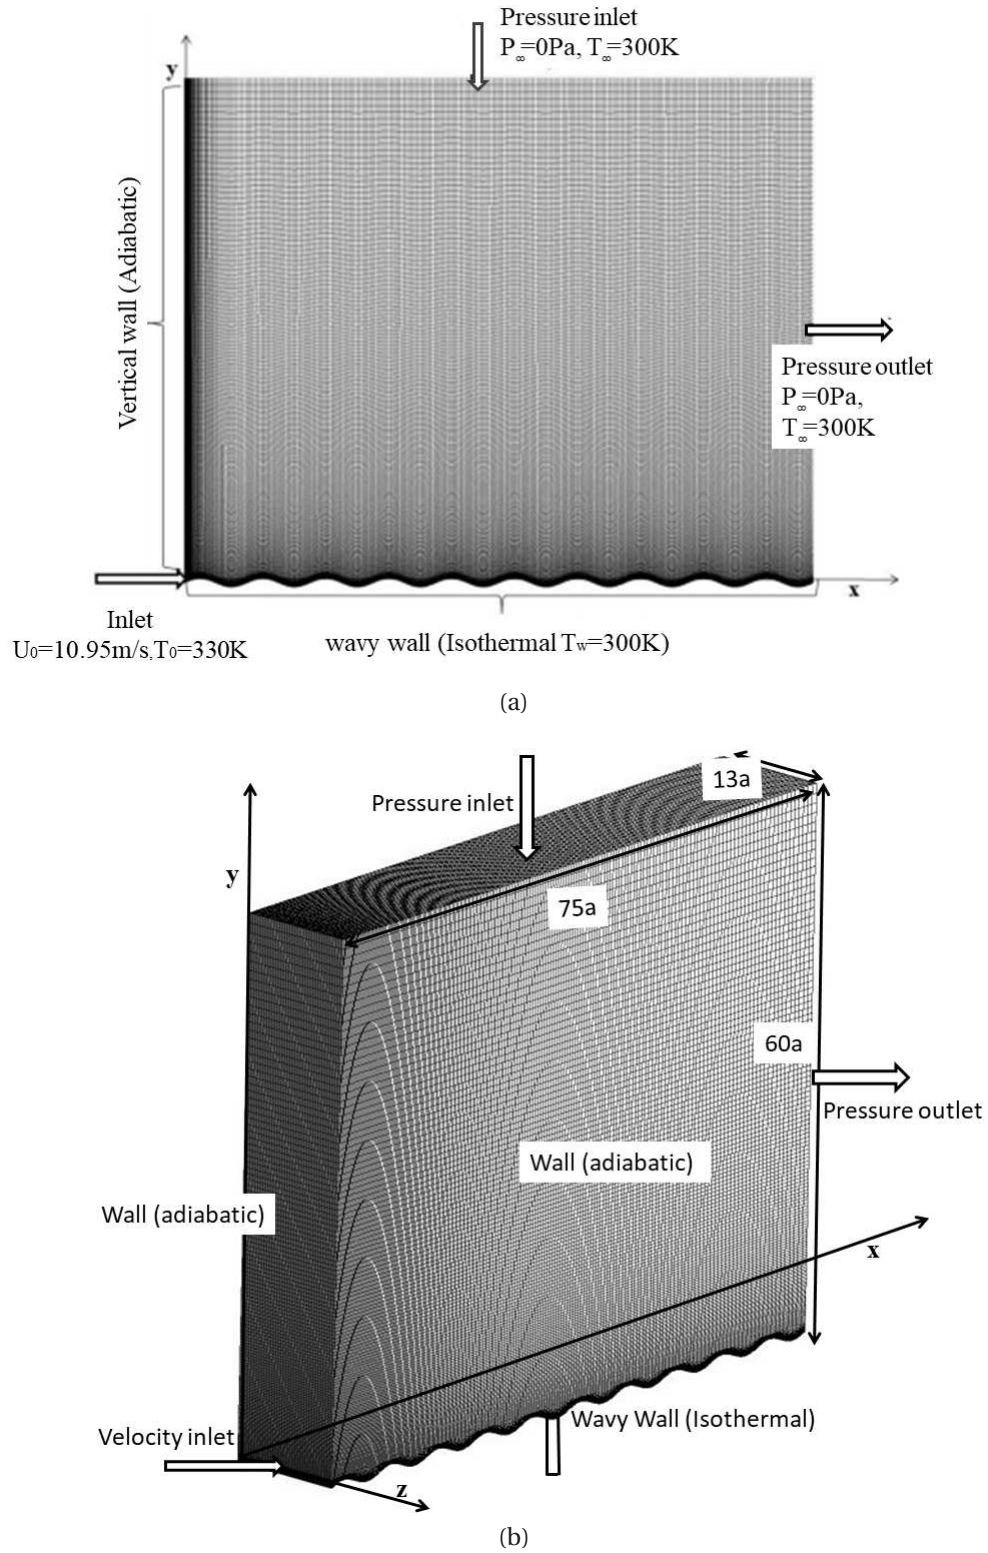 Pressure inlet
P∞=0Pa, T∞=300K
y
Vertical wall (Adiabatic)
Pressure outlet
P∞=0Pa,
T∞=300K
x
Inlet
U0=10.95m/s,T0=330K
wavy wall (Isothermal Tw=300K)
(a)
13a
Pressure inlet
y
75a
60a
Pressure outlet
Wall (adiabatic)
Wall (adiabatic)
x
Wavy Wall (Isothermal)
Velocity inlet
z
(b)